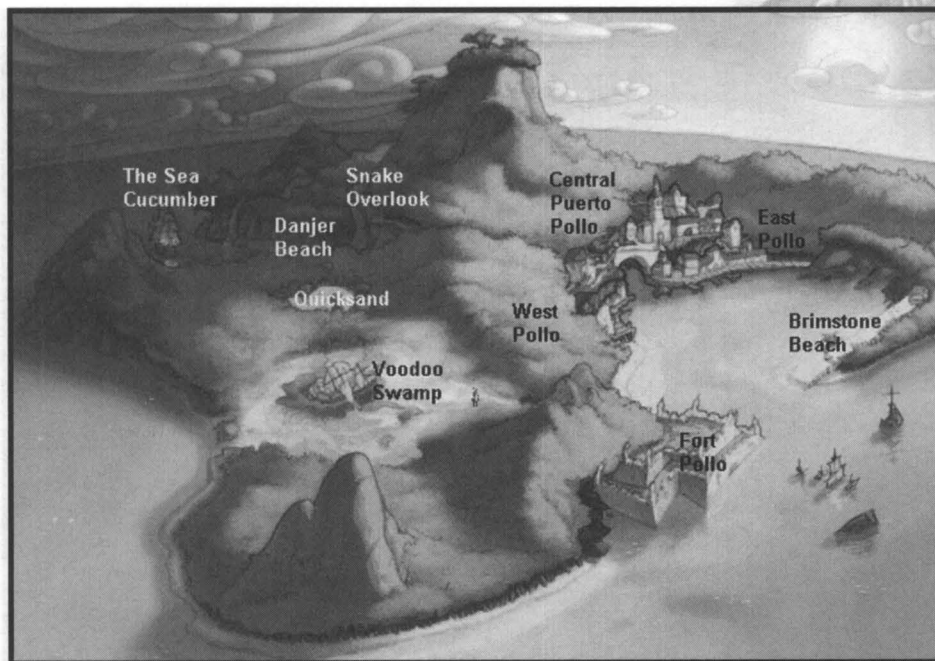 The Sea
Cucumber
Snake
Overlook
Danjer
Beach
Central
Puerto
Pollo
East
Pollo
Quicksand
West
Pollo
Brimstone
Beach
Voodoo
Swamp
Fort
Pollo